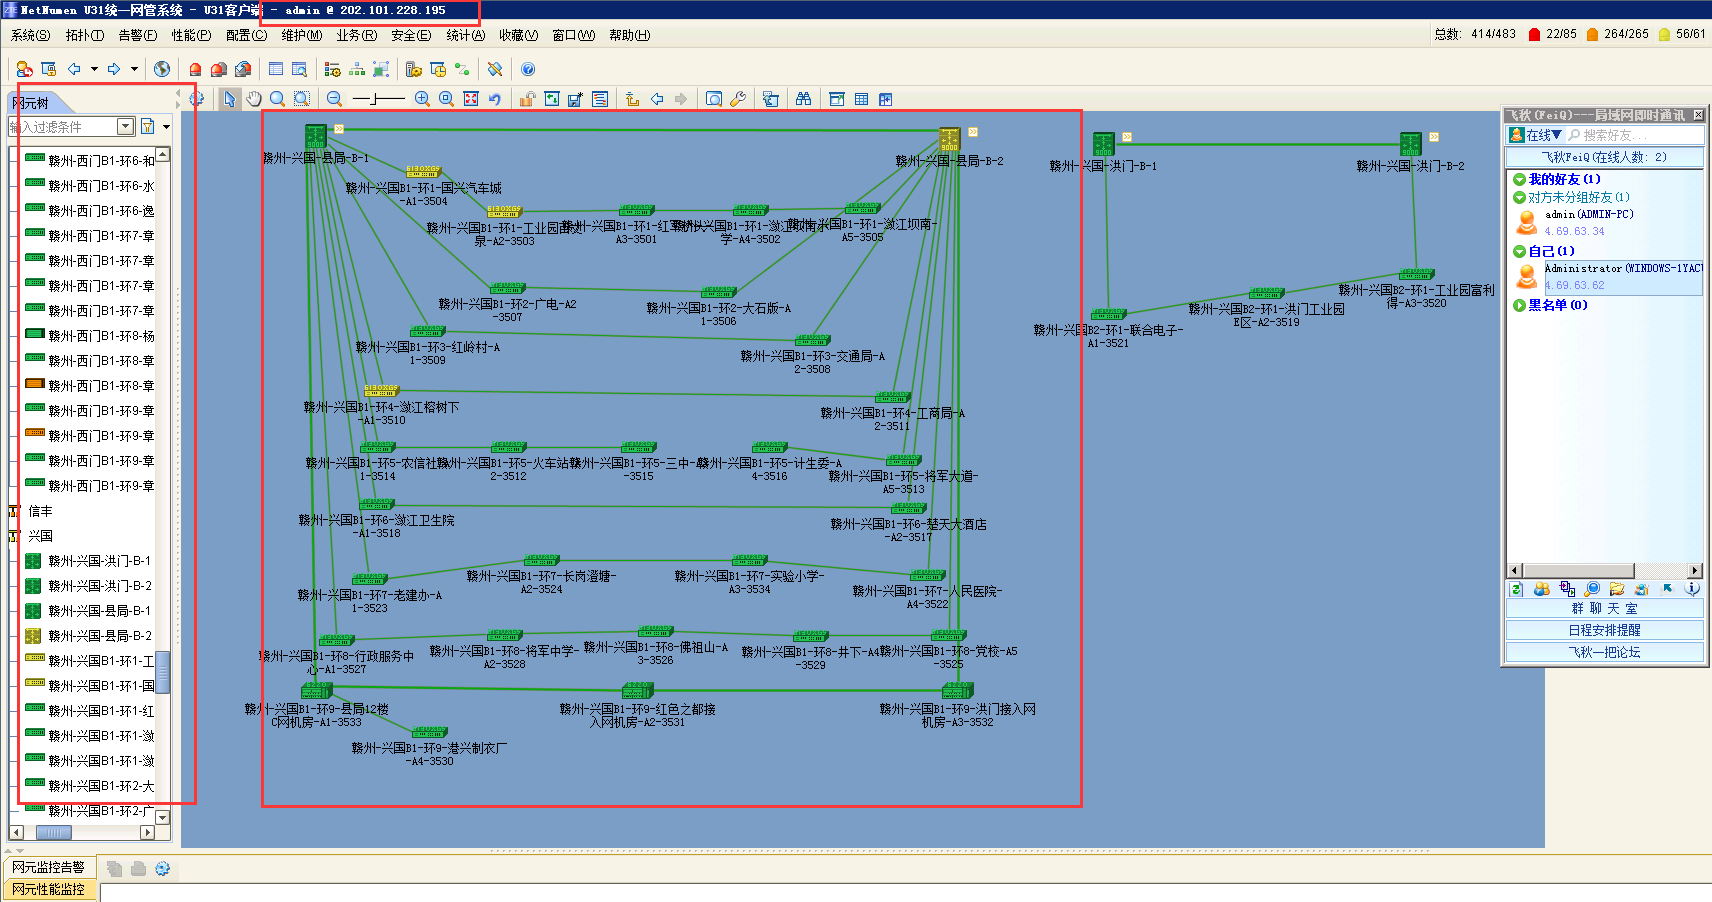 NetNumen U31统一网管系统 - U31客户端 - admin @ 202.101.228.195
系统(S) 拓扑(T) 告警(F) 性能(P) 配置(C) 维护(M) 业务(R) 安全(E) 统计(A) 收藏(V) 窗口(W) 帮助(H)
总数: 414/483 22/85 264/265 56/61
网元树
输入过滤条件
赣州-西门B1-环6-和
赣州-西门B1-环6-水
赣州-西门B1-环6-逸
赣州-西门B1-环7-章
赣州-西门B1-环7-章
赣州-西门B1-环7-章
赣州-西门B1-环7-章
赣州-西门B1-环8-杨
赣州-西门B1-环8-章
赣州-西门B1-环8-章
赣州-西门B1-环9-章
赣州-西门B1-环9-章
赣州-西门B1-环9-章
赣州-西门B1-环9-章
信丰
兴国
赣州-兴国-洪门-B-1
赣州-兴国-洪门-B-2
赣州-兴国-县局-B-1
赣州-兴国-县局-B-2
赣州-兴国B1-环1-工
赣州-兴国B1-环1-国
赣州-兴国B1-环1-红
赣州-兴国B1-环1-潋
赣州-兴国B1-环1-潋
赣州-兴国B1-环2-大
赣州-兴国B1-环2-广
9000
赣州-兴国-县局-B-1
9000
赣州-兴国-县局-B-2
9000
赣州-兴国-洪门-B-1
9000
赣州-兴国-洪门-B-2
赣州-兴国B1-环1-国兴汽车城
-A1-3504
赣州-兴国B1-环1-工业园
泉-A2-3503
赣州-兴国B1-环1-红军
A3-3501
兴国B1-环1-潋江
学-A4-3502
赣州-兴国B1-环1-潋江坝南-
A5-3505
赣州-兴国B1-环2-广电-A2
-3507
赣州-兴国B1-环2-大石版-A
1-3506
赣州-兴国B1-环3-红岭村-A
1-3509
赣州-兴国B1-环3-交通局-A
2-3508
赣州-兴国B1-环4-潋江榕树下
-A1-3510
赣州-兴国B1-环4-工商局-A
2-3511
赣州-兴国B1-环5-农信社
1-3514
赣州-兴国B1-环5-火车站
2-3512
赣州-兴国B1-环5-三中-A
-3515
赣州-兴国B1-环5-计生委-A
4-3516
赣州-兴国B1-环5-将军大道-
A5-3513
赣州-兴国B1-环6-潋江卫生院
-A1-3518
赣州-兴国B1-环6-楚天大酒店
-A2-3517
赣州-兴国B1-环7-老建办-A
1-3523
赣州-兴国B1-环7-长岗澄塘-
A2-3524
赣州-兴国B1-环7-实验小学-
A3-3534
赣州-兴国B1-环7-人民医院-
A4-3522
赣州-兴国B1-环8-行政服务中
心-A1-3527
赣州-兴国B1-环8-将军中学-
A2-3528
赣州-兴国B1-环8-佛祖山-A
3-3526
赣州-兴国B1-环8-井下-A4
-3529
赣州-兴国B1-环8-党校-A5
-3525
赣州-兴国B1-环9-县局12楼
C网机房-A1-3533
赣州-兴国B1-环9-红色之都接
入网机房-A2-3531
赣州-兴国B1-环9-洪门接入网
机房-A3-3532
赣州-兴国B1-环9-港兴制衣厂
-A4-3530
赣州-兴国B2-环1-联合电子-
A1-3521
赣州-兴国B2-环1-洪门工业园
E区-A2-3519
赣州-兴国B2-环1-工业园富利
得-A3-3520
飞秋(FeiQ)---局域网即时通讯
在线▼ 搜索好友...
飞秋FeiQ(在线人数: 2)
我的好友(1)
对方未分组好友(1)
admin(ADMIN-PC)
4.69.63.34
自己(1)
Administrator(WINDOWS-1YACU
4.69.63.62
黑名单(0)
群 聊 天 室
日程安排提醒
飞秋一把论坛
网元监控告警
网元性能监控